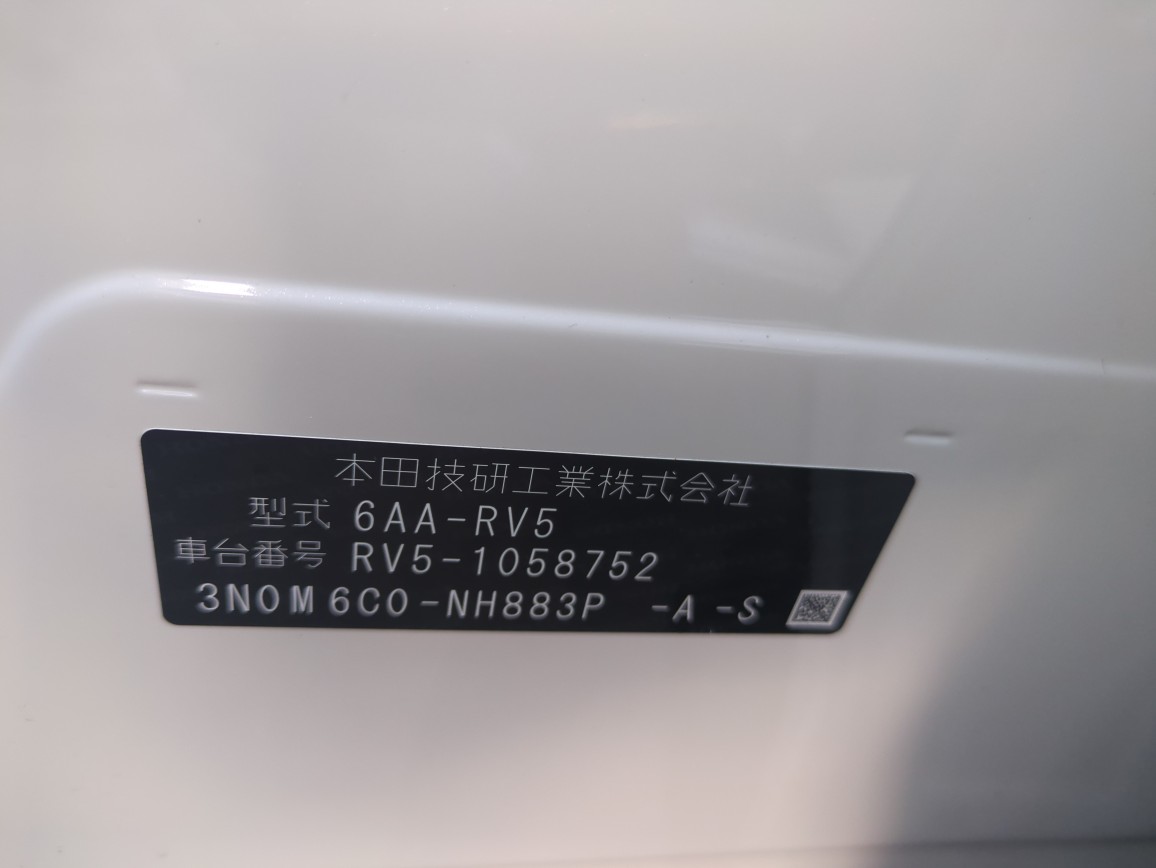 本田技研工業株式会社
型式 6AA-RV5
車台番号 RV5-1058752
3N0M6C0-NH883P -A -S